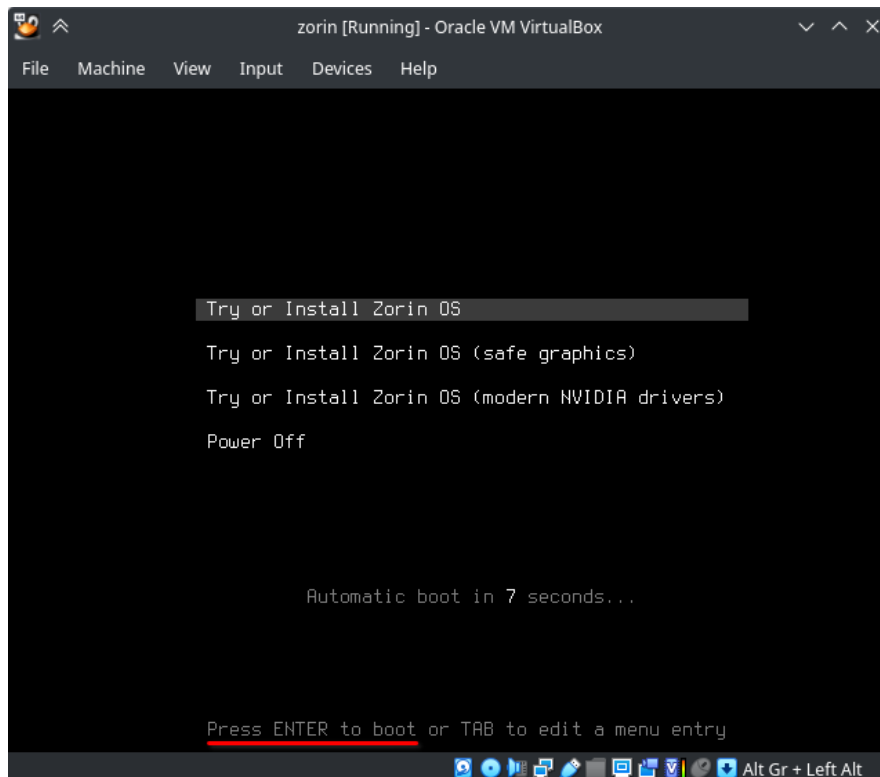 zorin [Running] - Oracle VM VirtualBox
File Machine View Input Devices Help
Try or Install Zorin OS
Try or Install Zorin OS (safe graphics)
Try or Install Zorin OS (modern NVIDIA drivers)
Power Off
Automatic boot in 7 seconds...
Press ENTER to boot or TAB to edit a menu entry
Alt Gr + Left Alt